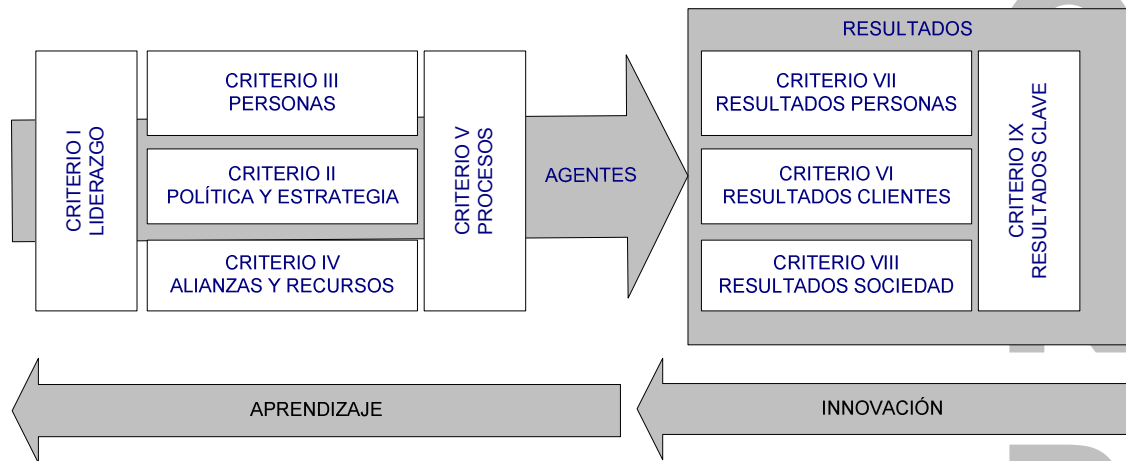 RESULTADOS
CRITERIO I
LIDERAZGO
CRITERIO III
PERSONAS
CRITERIO II
POLÍTICA Y ESTRATEGIA
CRITERIO IV
ALIANZAS Y RECURSOS
CRITERIO V
PROCESOS
AGENTES
CRITERIO VII
RESULTADOS PERSONAS
CRITERIO VI
RESULTADOS CLIENTES
CRITERIO VIII
RESULTADOS SOCIEDAD
CRITERIO IX
RESULTADOS CLAVE
APRENDIZAJE
INNOVACIÓN